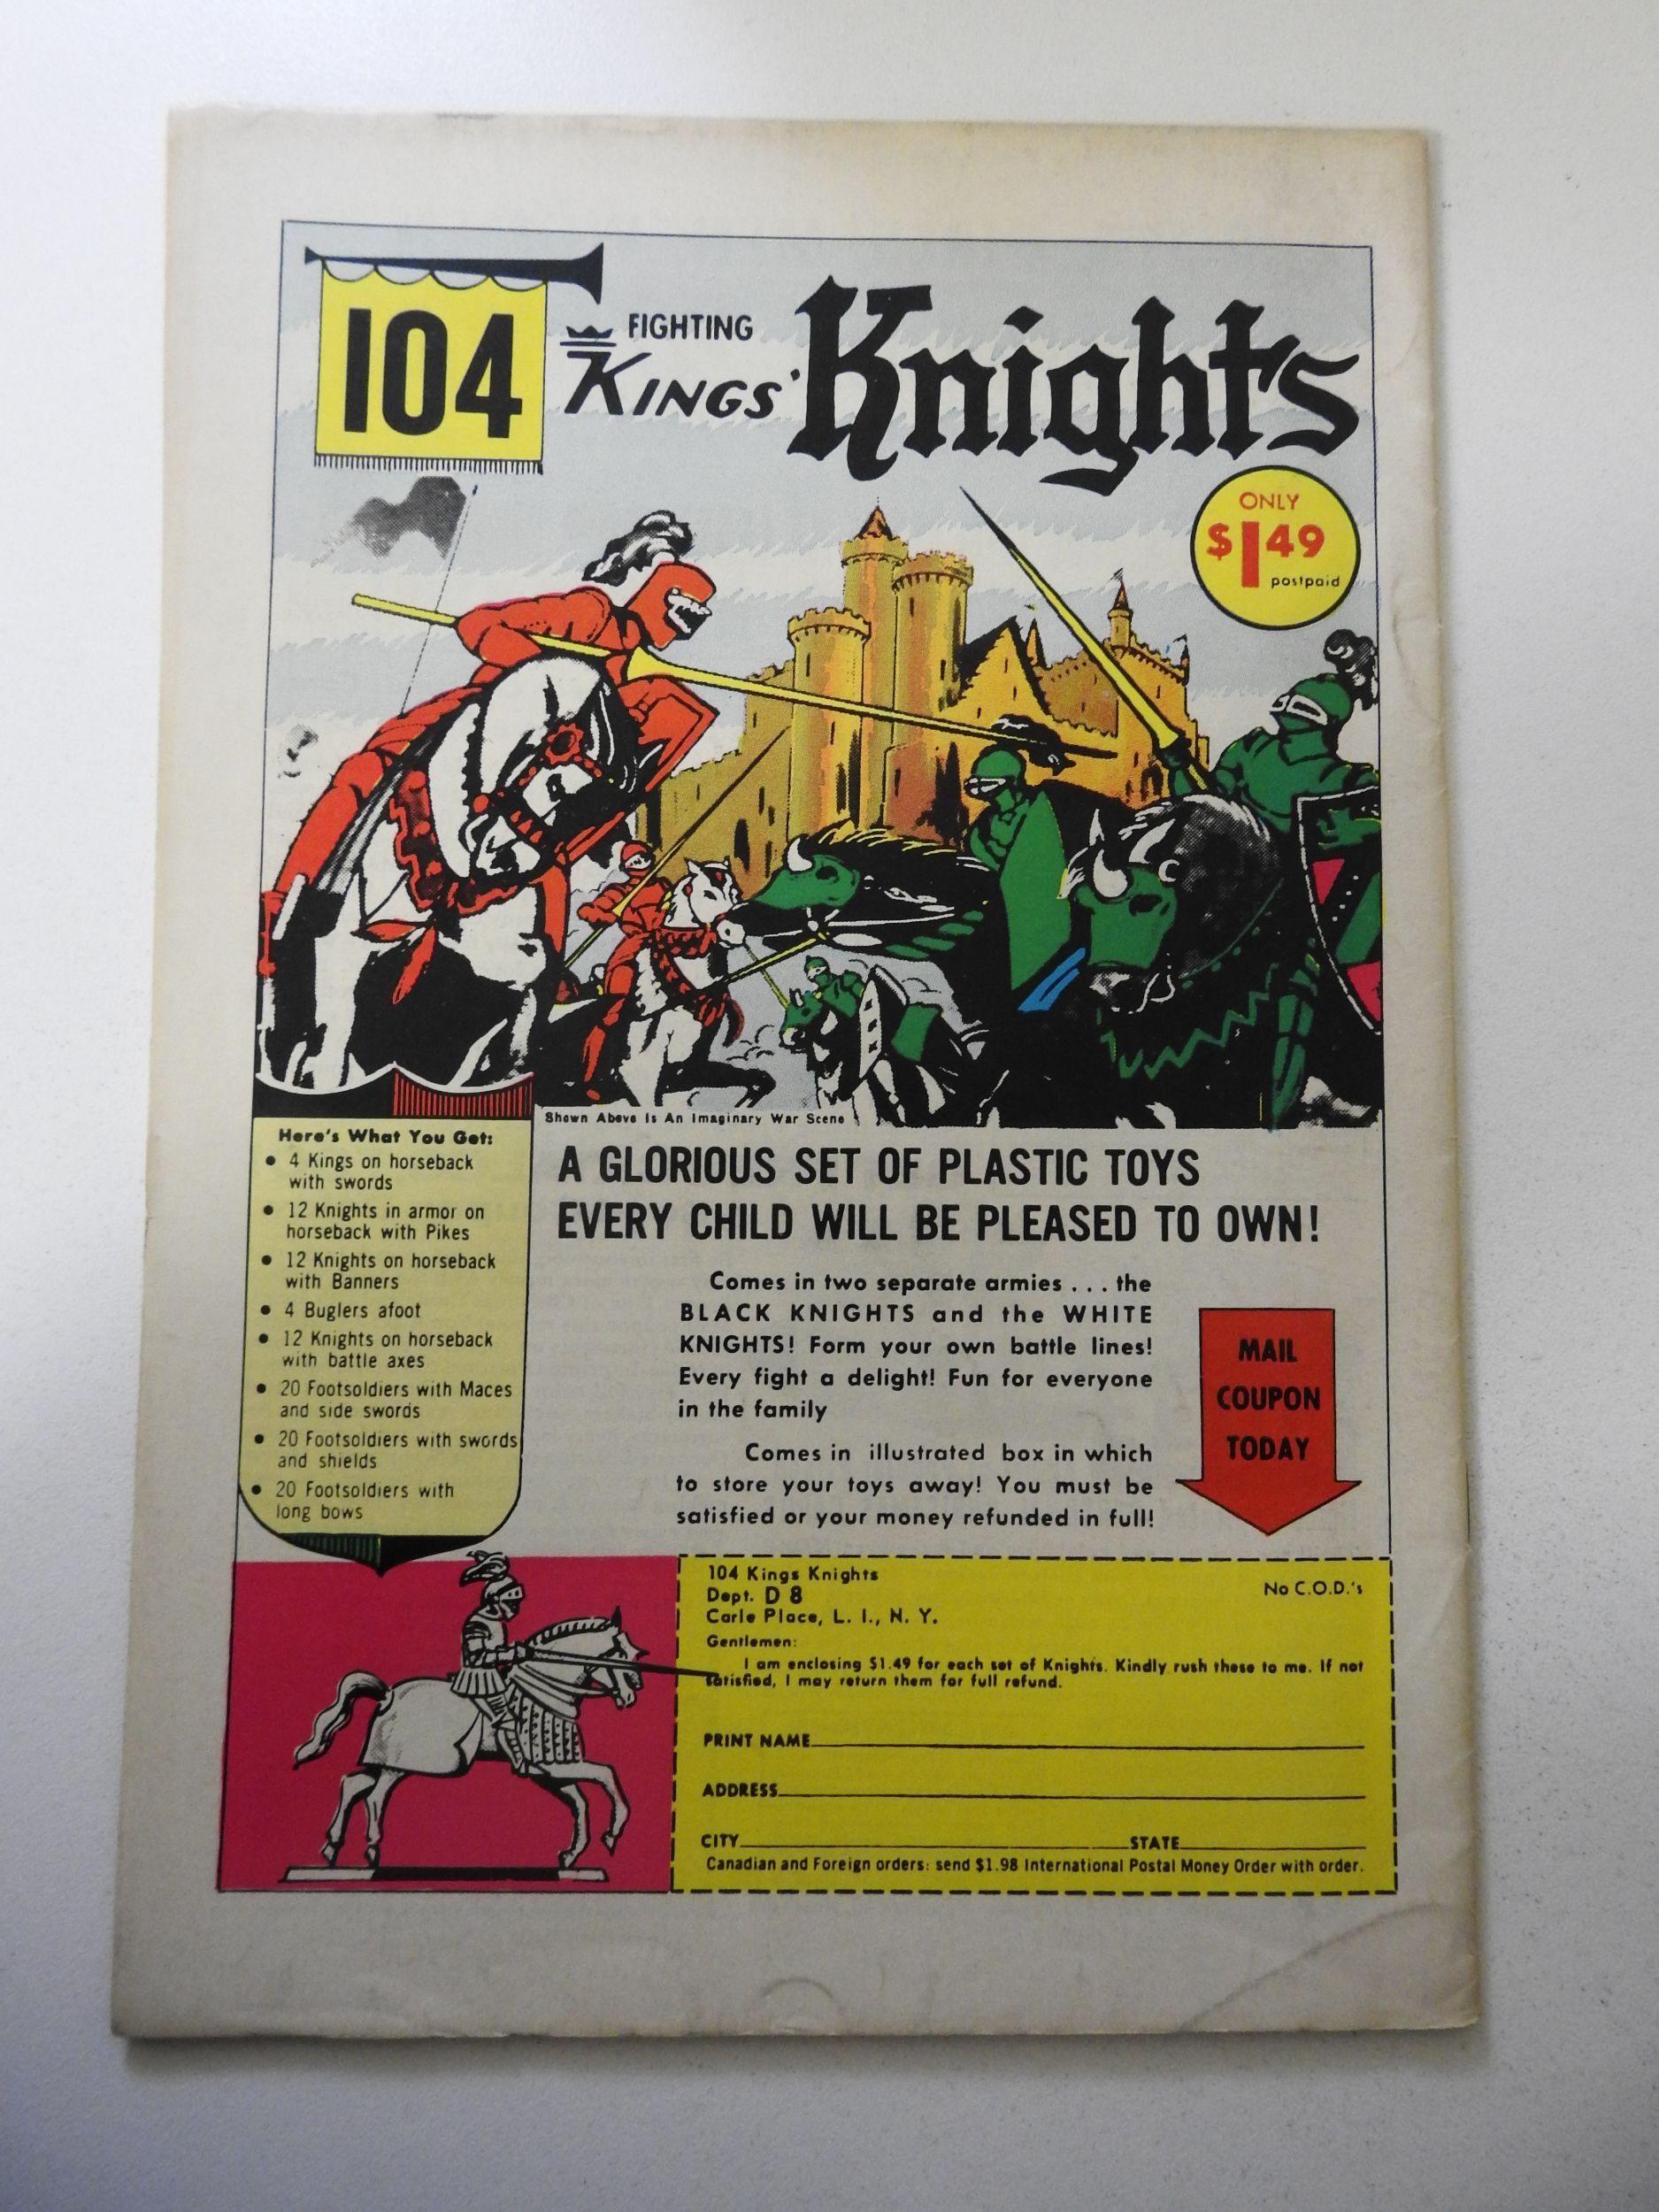 104
FIGHTING
KINGS'
Knights
ONLY
$1.49
postpaid
Shown Above Is An Imaginary War Scene
Here's What You Get:
• 4 Kings on horseback
with swords
• 12 Knights in armor on
horseback with Pikes
• 12 Knights on horseback
with Banners
• 4 Buglers afoot
• 12 Knights on horseback
with battle axes
• 20 Footsoldiers with Maces
and side swords
• 20 Footsoldiers with swords
and shields
• 20 Footsoldiers with
long bows
A GLORIOUS SET OF PLASTIC TOYS
EVERY CHILD WILL BE PLEASED TO OWN!
Comes in two separate armies . . . the
BLACK KNIGHTS and the WHITE
KNIGHTS! Form your own battle lines!
Every fight a delight! Fun for everyone
in the family
Comes in illustrated box in which
to store your toys away! You must be
satisfied or your money refunded in full!
MAIL
COUPON
TODAY
104 Kings Knights
Dept. D 8
Carle Place, L. I., N. Y.
No C.O.D.'s
Gentlemen:
I am enclosing $1.49 for each set of Knights. Kindly rush these to me. If not
satisfied, I may return them for full refund.
PRINT NAME
ADDRESS
CITY STATE
Canadian and Foreign orders: send $1.98 International Postal Money Order with order.